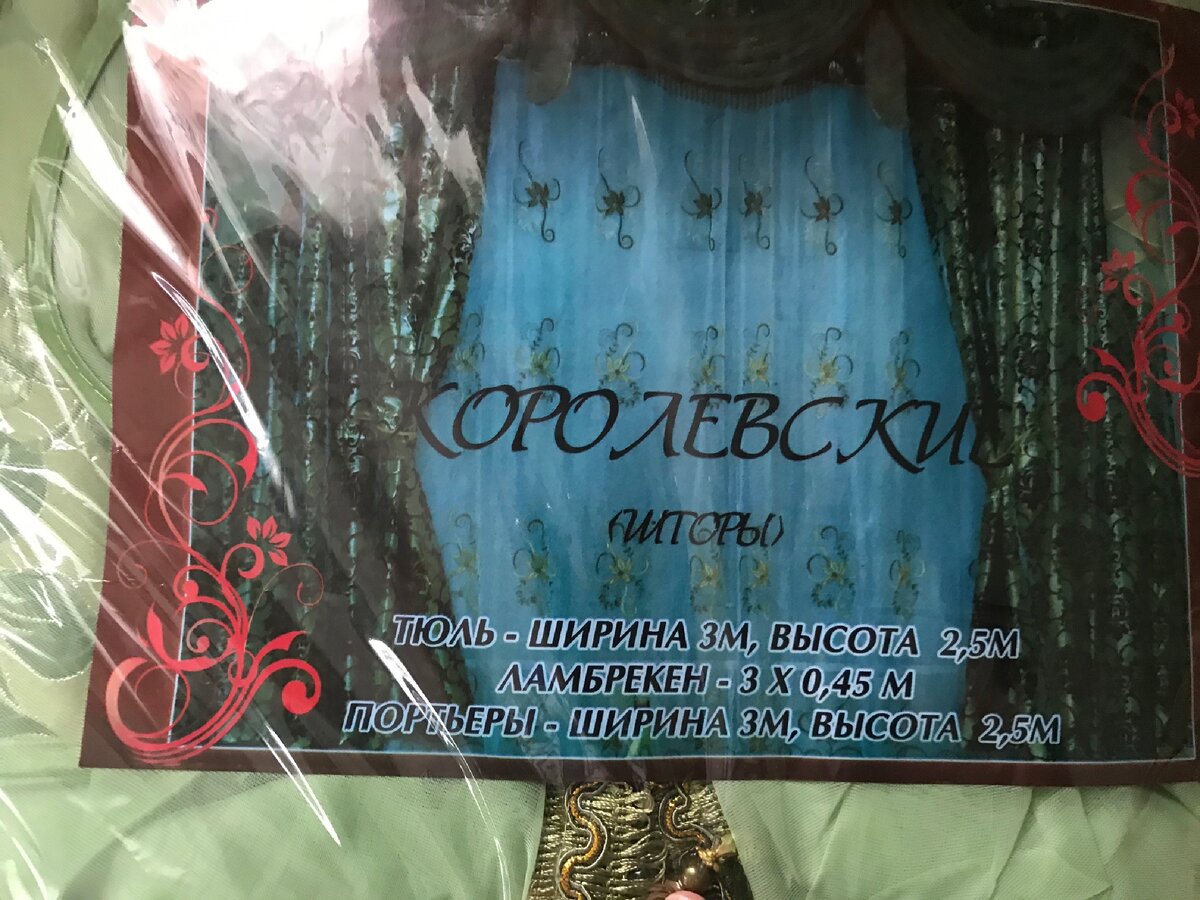 КОРОЛЕВСКИЕ
(ШТОРЫ)
ТЮЛЬ - ШИРИНА 3М, ВЫСОТА 2,5М
ЛАМБРЕКЕН - 3 Х 0,45 М
ПОРТЬЕРЫ - ШИРИНА 3М, ВЫСОТА 2,5М